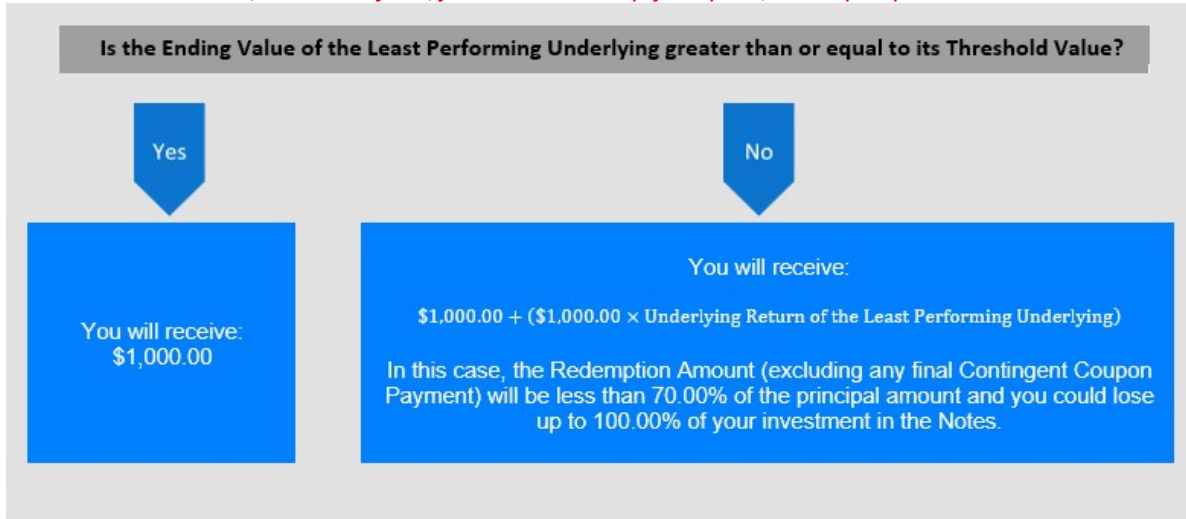 Is the Ending Value of the Least Performing Underlying greater than or equal to its Threshold Value?
Yes
No
You will receive:
$1,000.00
You will receive:
$1,000.00 + ($1,000.00 × Underlying Return of the Least Performing Underlying)
In this case, the Redemption Amount (excluding any final Contingent Coupon
Payment) will be less than 70.00% of the principal amount and you could lose
up to 100.00% of your investment in the Notes.